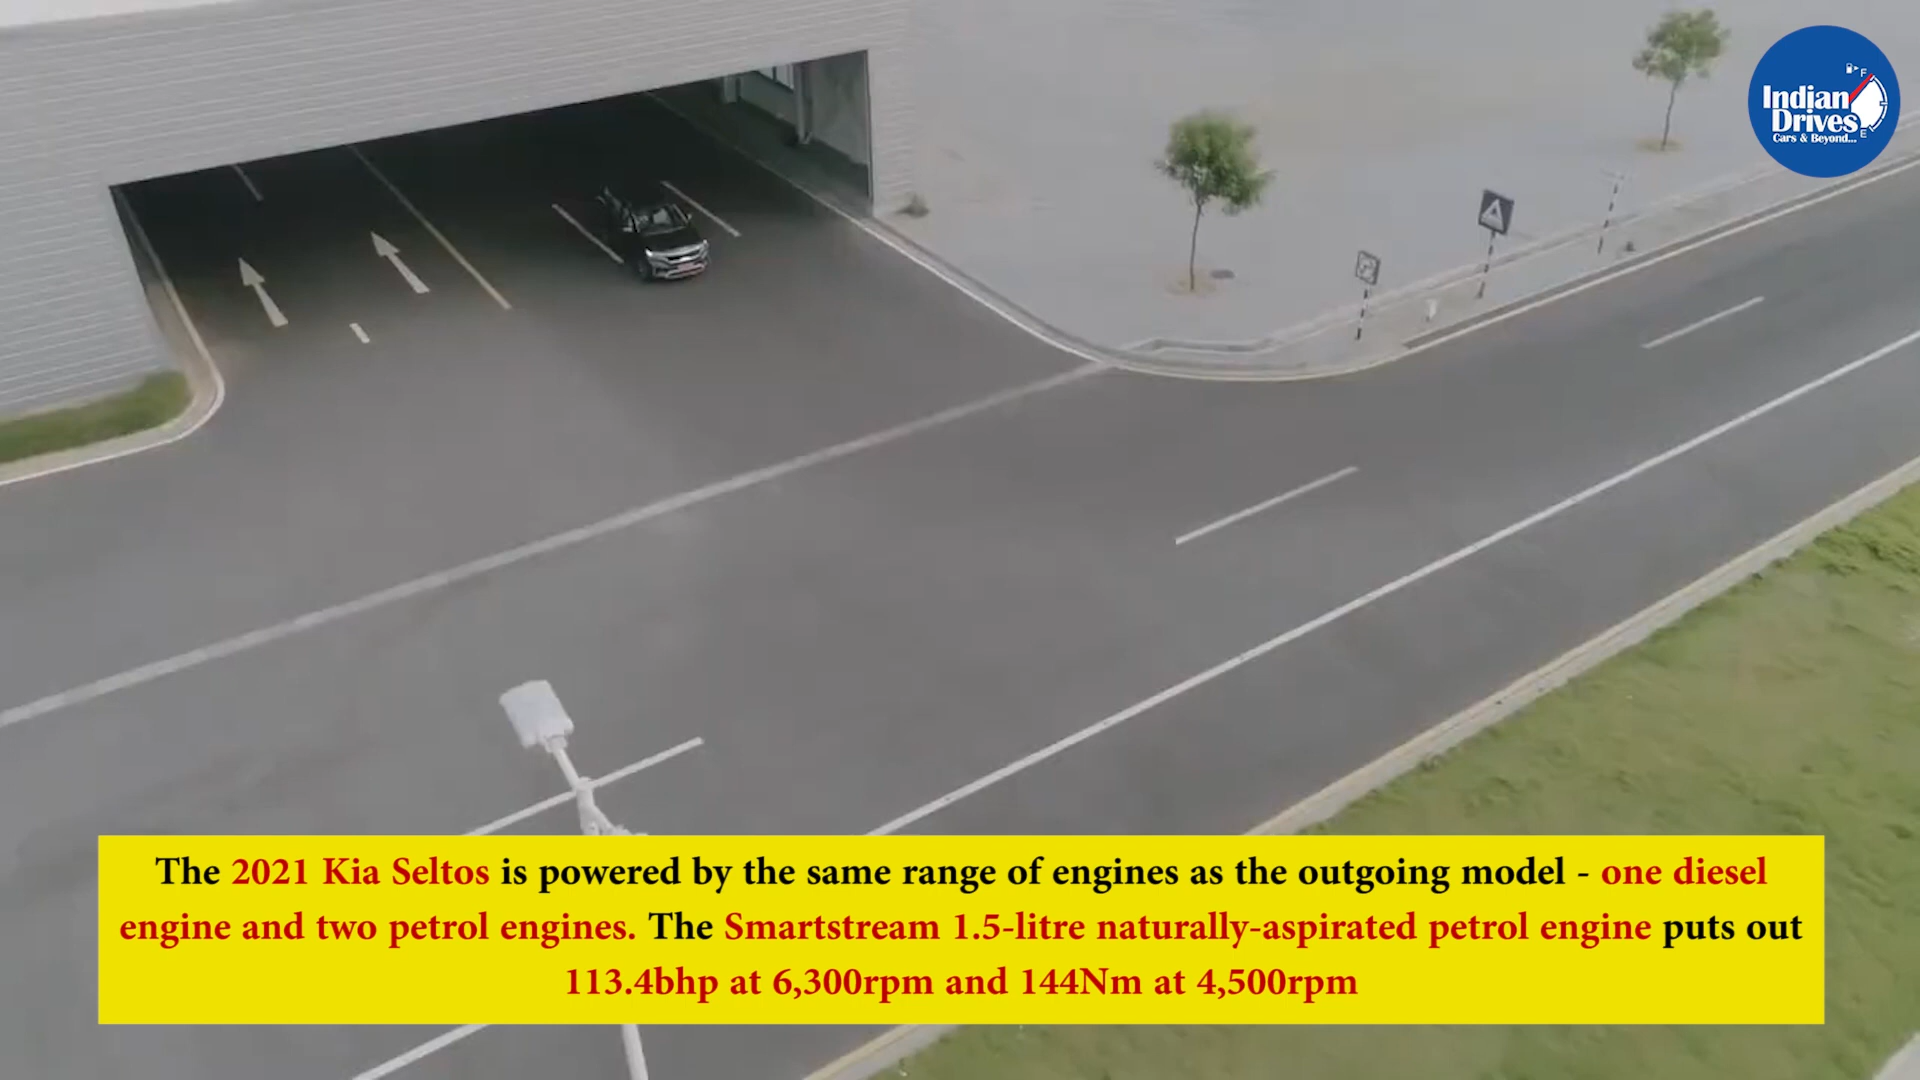 Indian
Drives
Cars & Beyond...
F
E
The 2021 Kia Seltos is powered by the same range of engines as the outgoing model - one diesel
engine and two petrol engines. The Smartstream 1.5-litre naturally-aspirated petrol engine puts out
113.4bhp at 6,300rpm and 144Nm at 4,500rpm